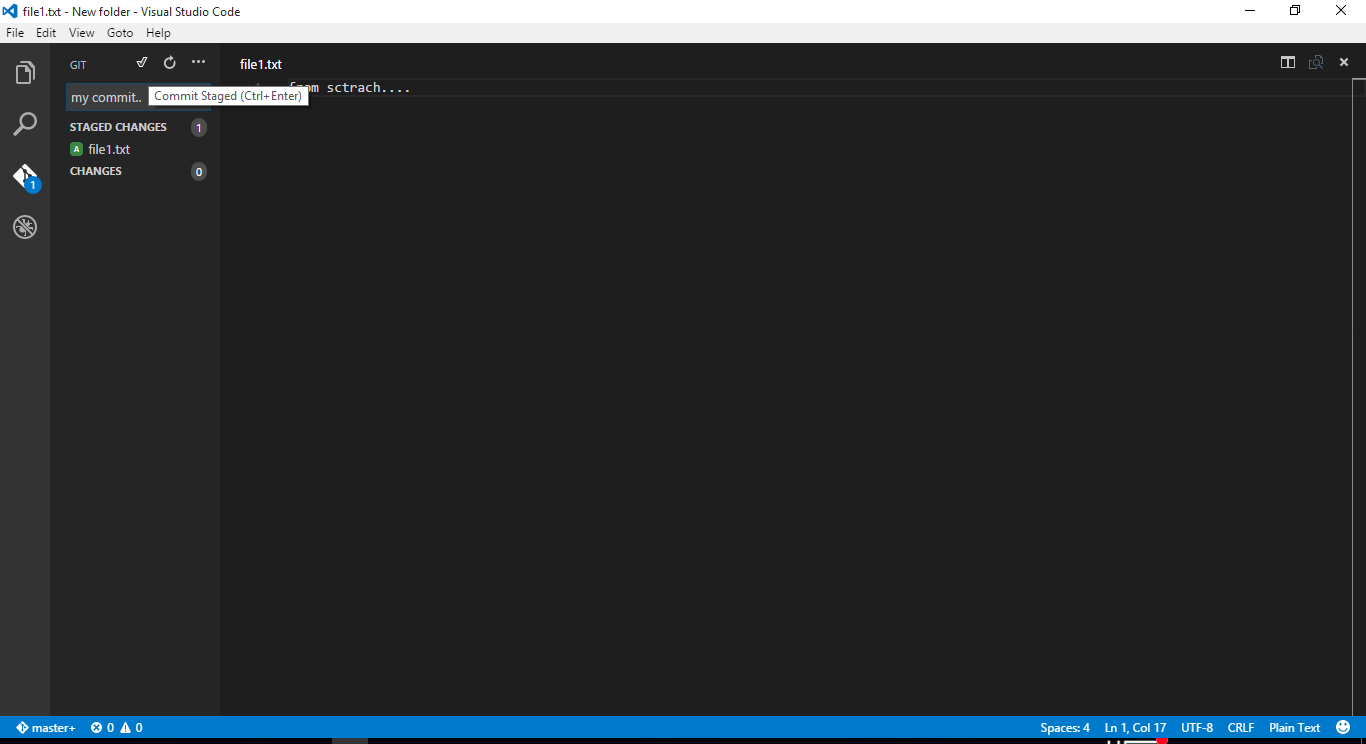 file1.txt - New folder - Visual Studio Code
File Edit View Goto Help
GIT
file1.txt
my commit..
Commit Staged (Ctrl+Enter)
from sctrach....
STAGED CHANGES 1
A file1.txt
CHANGES 0
1
master+ 0 0 Spaces: 4 Ln 1, Col 17 UTF-8 CRLF Plain Text